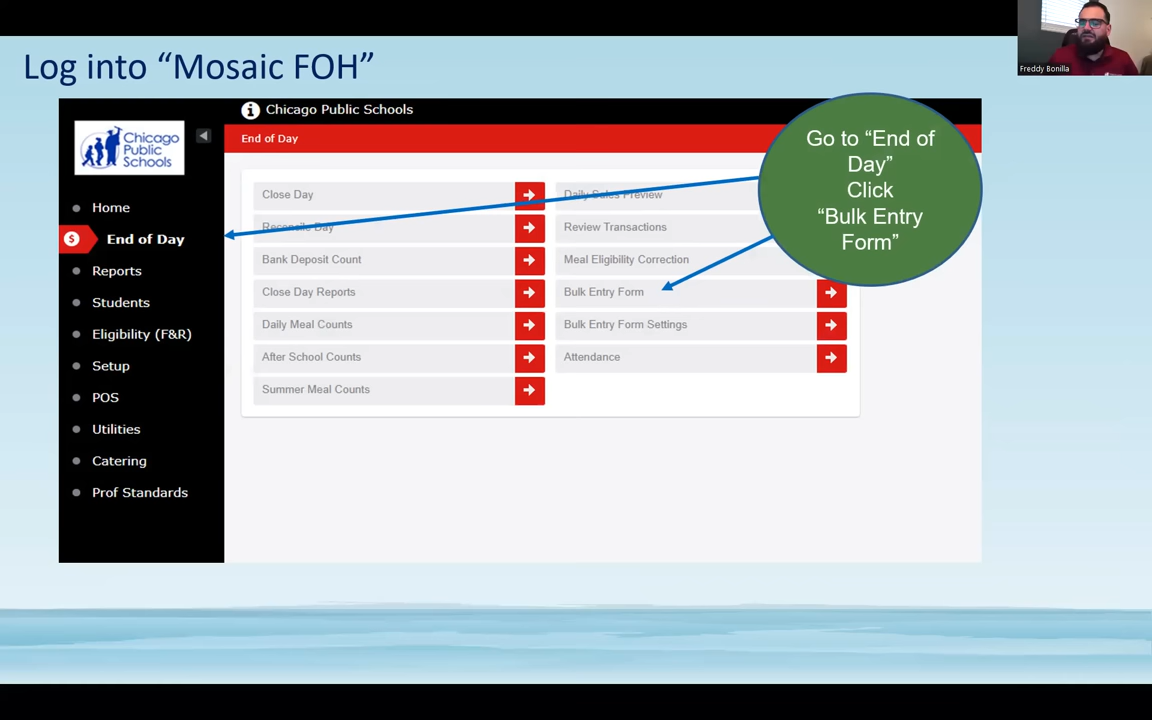 Log into “Mosaic FOH”
Freddy Bonilla
Chicago Public Schools
Chicago
Public
Schools
End of Day
Home
End of Day
Reports
Students
Eligibility (F&R)
Setup
POS
Utilities
Catering
Prof Standards
Close Day
Reconcile Day
Bank Deposit Count
Close Day Reports
Daily Meal Counts
After School Counts
Summer Meal Counts
Daily Sales Preview
Review Transactions
Meal Eligibility Correction
Bulk Entry Form
Bulk Entry Form Settings
Attendance
Go to “End of
Day”
Click
“Bulk Entry
Form”